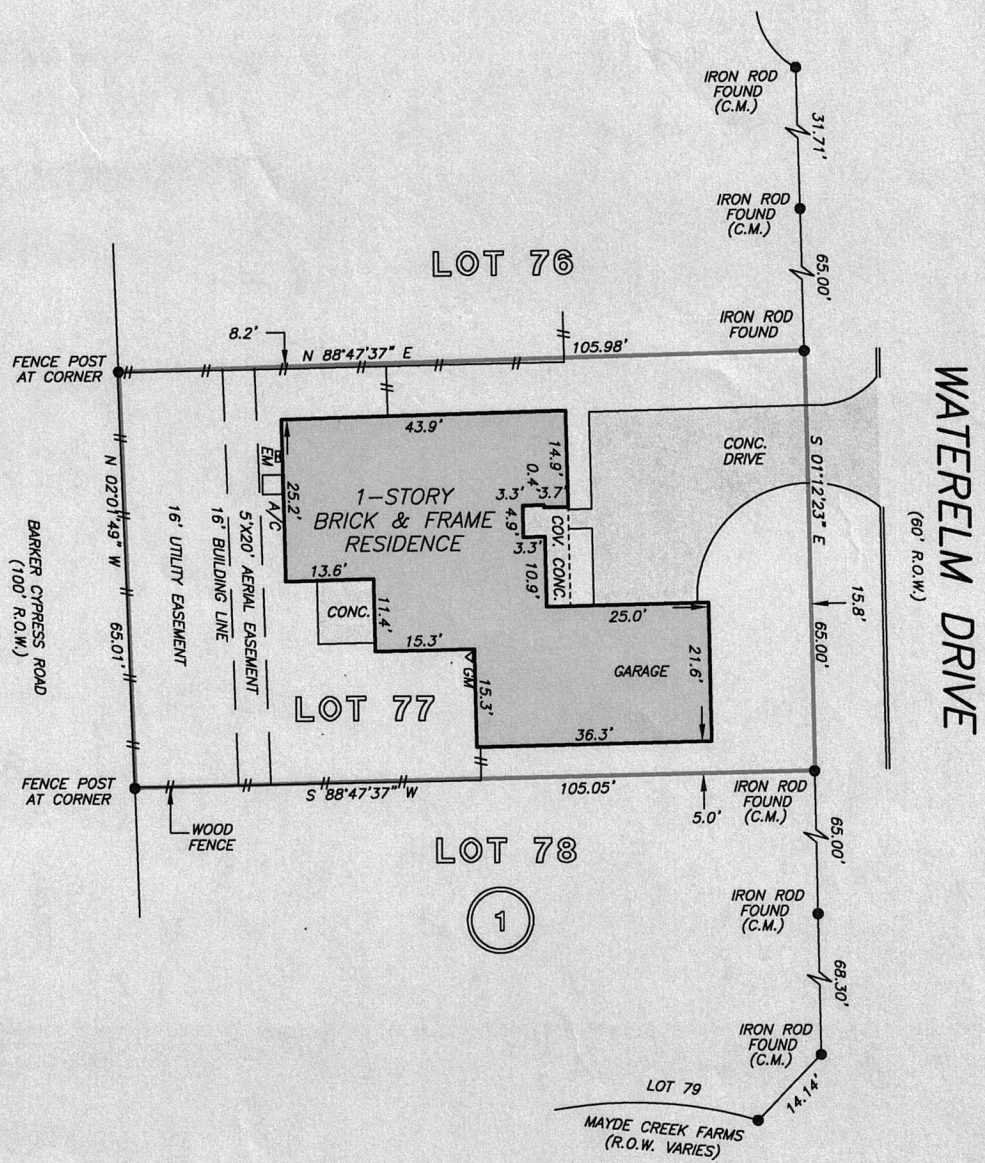 IRON ROD
FOUND
(C.M.)
31.71'
IRON ROD
FOUND
(C.M.)
65.00'
LOT 76
IRON ROD
FOUND
8.2'
N 88°47'37" E
105.98'
FENCE POST
AT CORNER
WATERELM DRIVE
(60' R.O.W.)
43.9'
CONC.
DRIVE
S 01°12'23" E
65.00'
15.8'
14.9'
0.4'
3.7'
3.3'
4.9'
3.3'
10.9'
COV. CONC.
EM
A/C
25.2'
1-STORY
BRICK & FRAME
RESIDENCE
N 02°01'49" W
65.01'
BARKER CYPRESS ROAD
(100' R.O.W.)
16' UTILITY EASEMENT
16' BUILDING LINE
5'X20' AERIAL EASEMENT
13.6'
CONC.
11.4'
15.3'
GM
15.3'
25.0'
GARAGE
21.6'
36.3'
LOT 77
FENCE POST
AT CORNER
S 88°47'37" W
105.05'
5.0'
IRON ROD
FOUND
(C.M.)
WOOD
FENCE
LOT 78
1
65.00'
IRON ROD
FOUND
(C.M.)
68.30'
IRON ROD
FOUND
(C.M.)
14.14'
LOT 79
MAYDE CREEK FARMS
(R.O.W. VARIES)